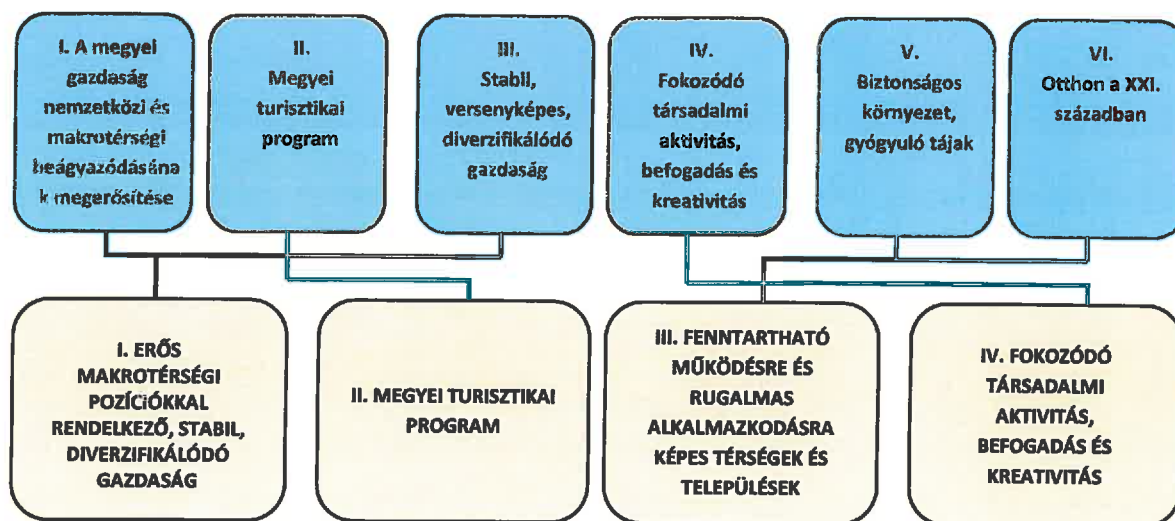 I. A megyei
gazdaság
nemzetközi és
makrotérségi
beágyazódásána
k megerősítése
II.
Megyei
turisztikai
program
III.
Stabil,
versenyképes,
diverzifikálódó
gazdaság
IV.
Fokozódó
társadalmi
aktivitás,
befogadás és
kreativitás
V.
Biztonságos
környezet,
gyógyuló tájak
VI.
Otthon a XXI.
században
I. ERŐS
MAKROTÉRSÉGI
POZÍCIÓKKAL
RENDELKEZŐ, STABIL,
DIVERZIFIKÁLÓDÓ
GAZDASÁG
II. MEGYEI TURISZTIKAI
PROGRAM
III. FENNTARTHATÓ
MŰKÖDÉSRE ÉS
RUGALMAS
ALKALMAZKODÁSRA
KÉPES TÉRSÉGEK ÉS
TELEPÜLÉSEK
IV. FOKOZÓDÓ
TÁRSADALMI
AKTIVITÁS,
BEFOGADÁS ÉS
KREATIVITÁS